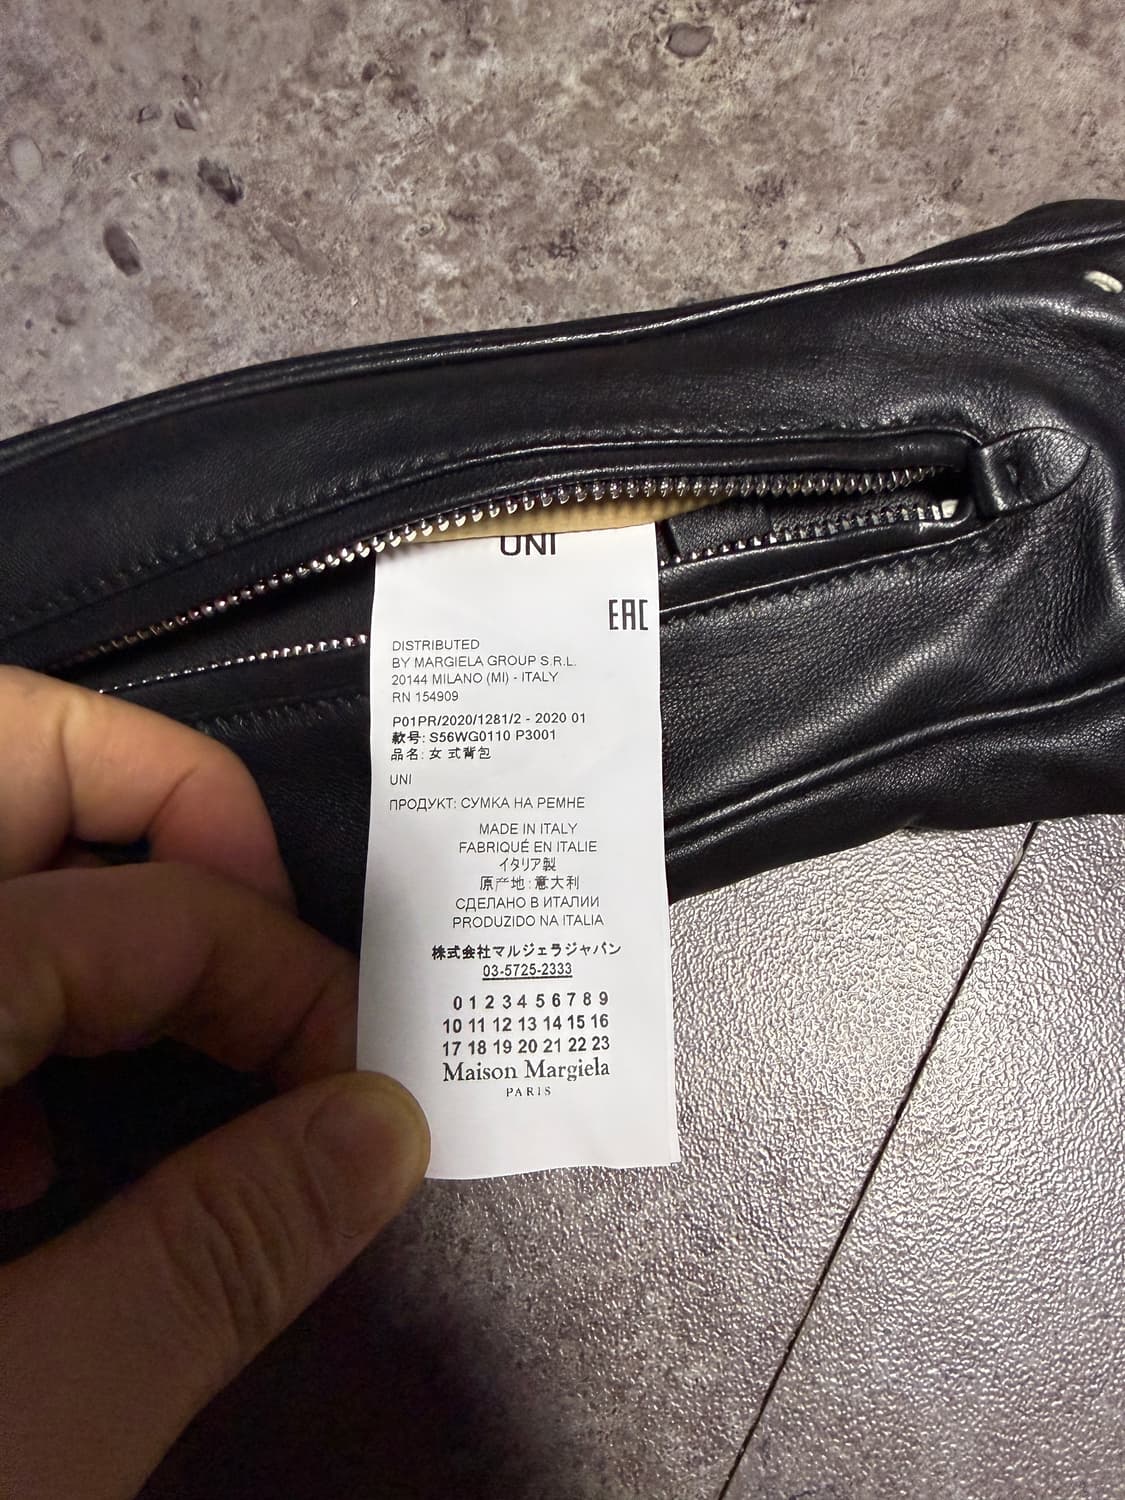 UNI
EAC
DISTRIBUTED
BY MARGIELA GROUP S.R.L.
20144 MILANO (MI) - ITALY
RN 154909
P01PR/2020/1281/2 - 2020 01
款号: S56WG0110 P3001
品名: 女 式背包
UNI
ПРОДУКТ: СУМКА НА РЕМНЕ
MADE IN ITALY
FABRIQUÉ EN ITALIE
イタリア製
原产地:意大利
СДЕЛАНО В ИТАЛИИ
PRODUZIDO NA ITALIA
株式会社マルジェラジャパン
03-5725-2333
0 1 2 3 4 5 6 7 8 9
10 11 12 13 14 15 16
17 18 19 20 21 22 23
Maison Margiela
PARIS